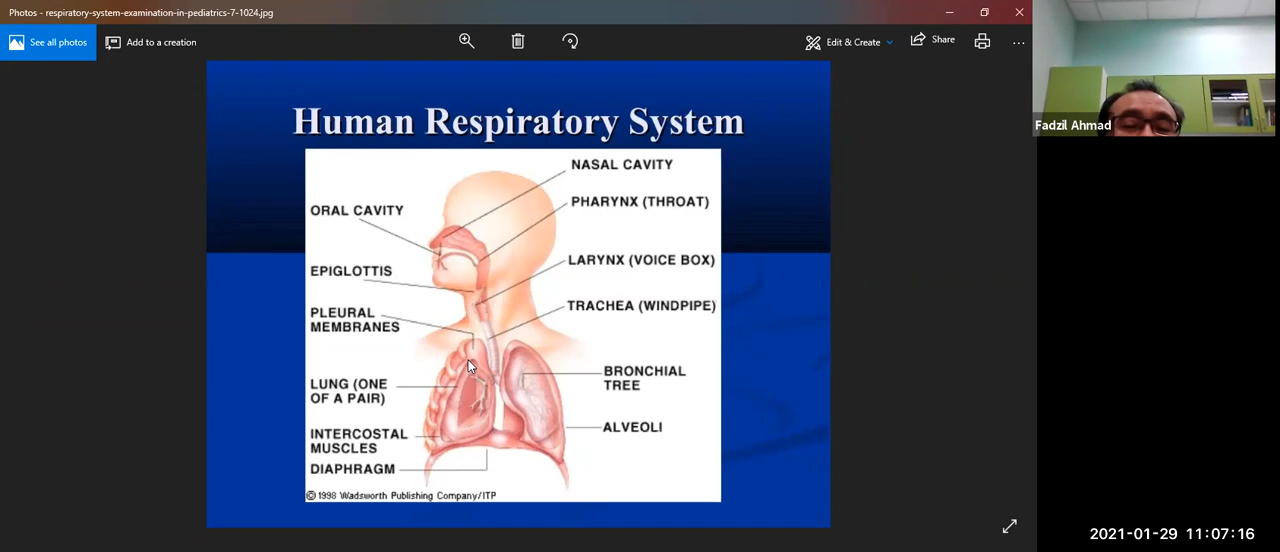 Photos - respiratory-system-examination-in-pediatrics-7-1024.jpg
See all photos
Add to a creation
Edit & Create
Share
Fadzil Ahmad
Human Respiratory System
NASAL CAVITY
ORAL CAVITY
PHARYNX (THROAT)
EPIGLOTTIS
LARYNX (VOICE BOX)
PLEURAL
MEMBRANES
TRACHEA (WINDPIPE)
LUNG (ONE
OF A PAIR)
BRONCHIAL
TREE
INTERCOSTAL
MUSCLES
ALVEOLI
DIAPHRAGM
© 1998 Wadsworth Publishing Company/ITP
2021-01-29 11:07:16